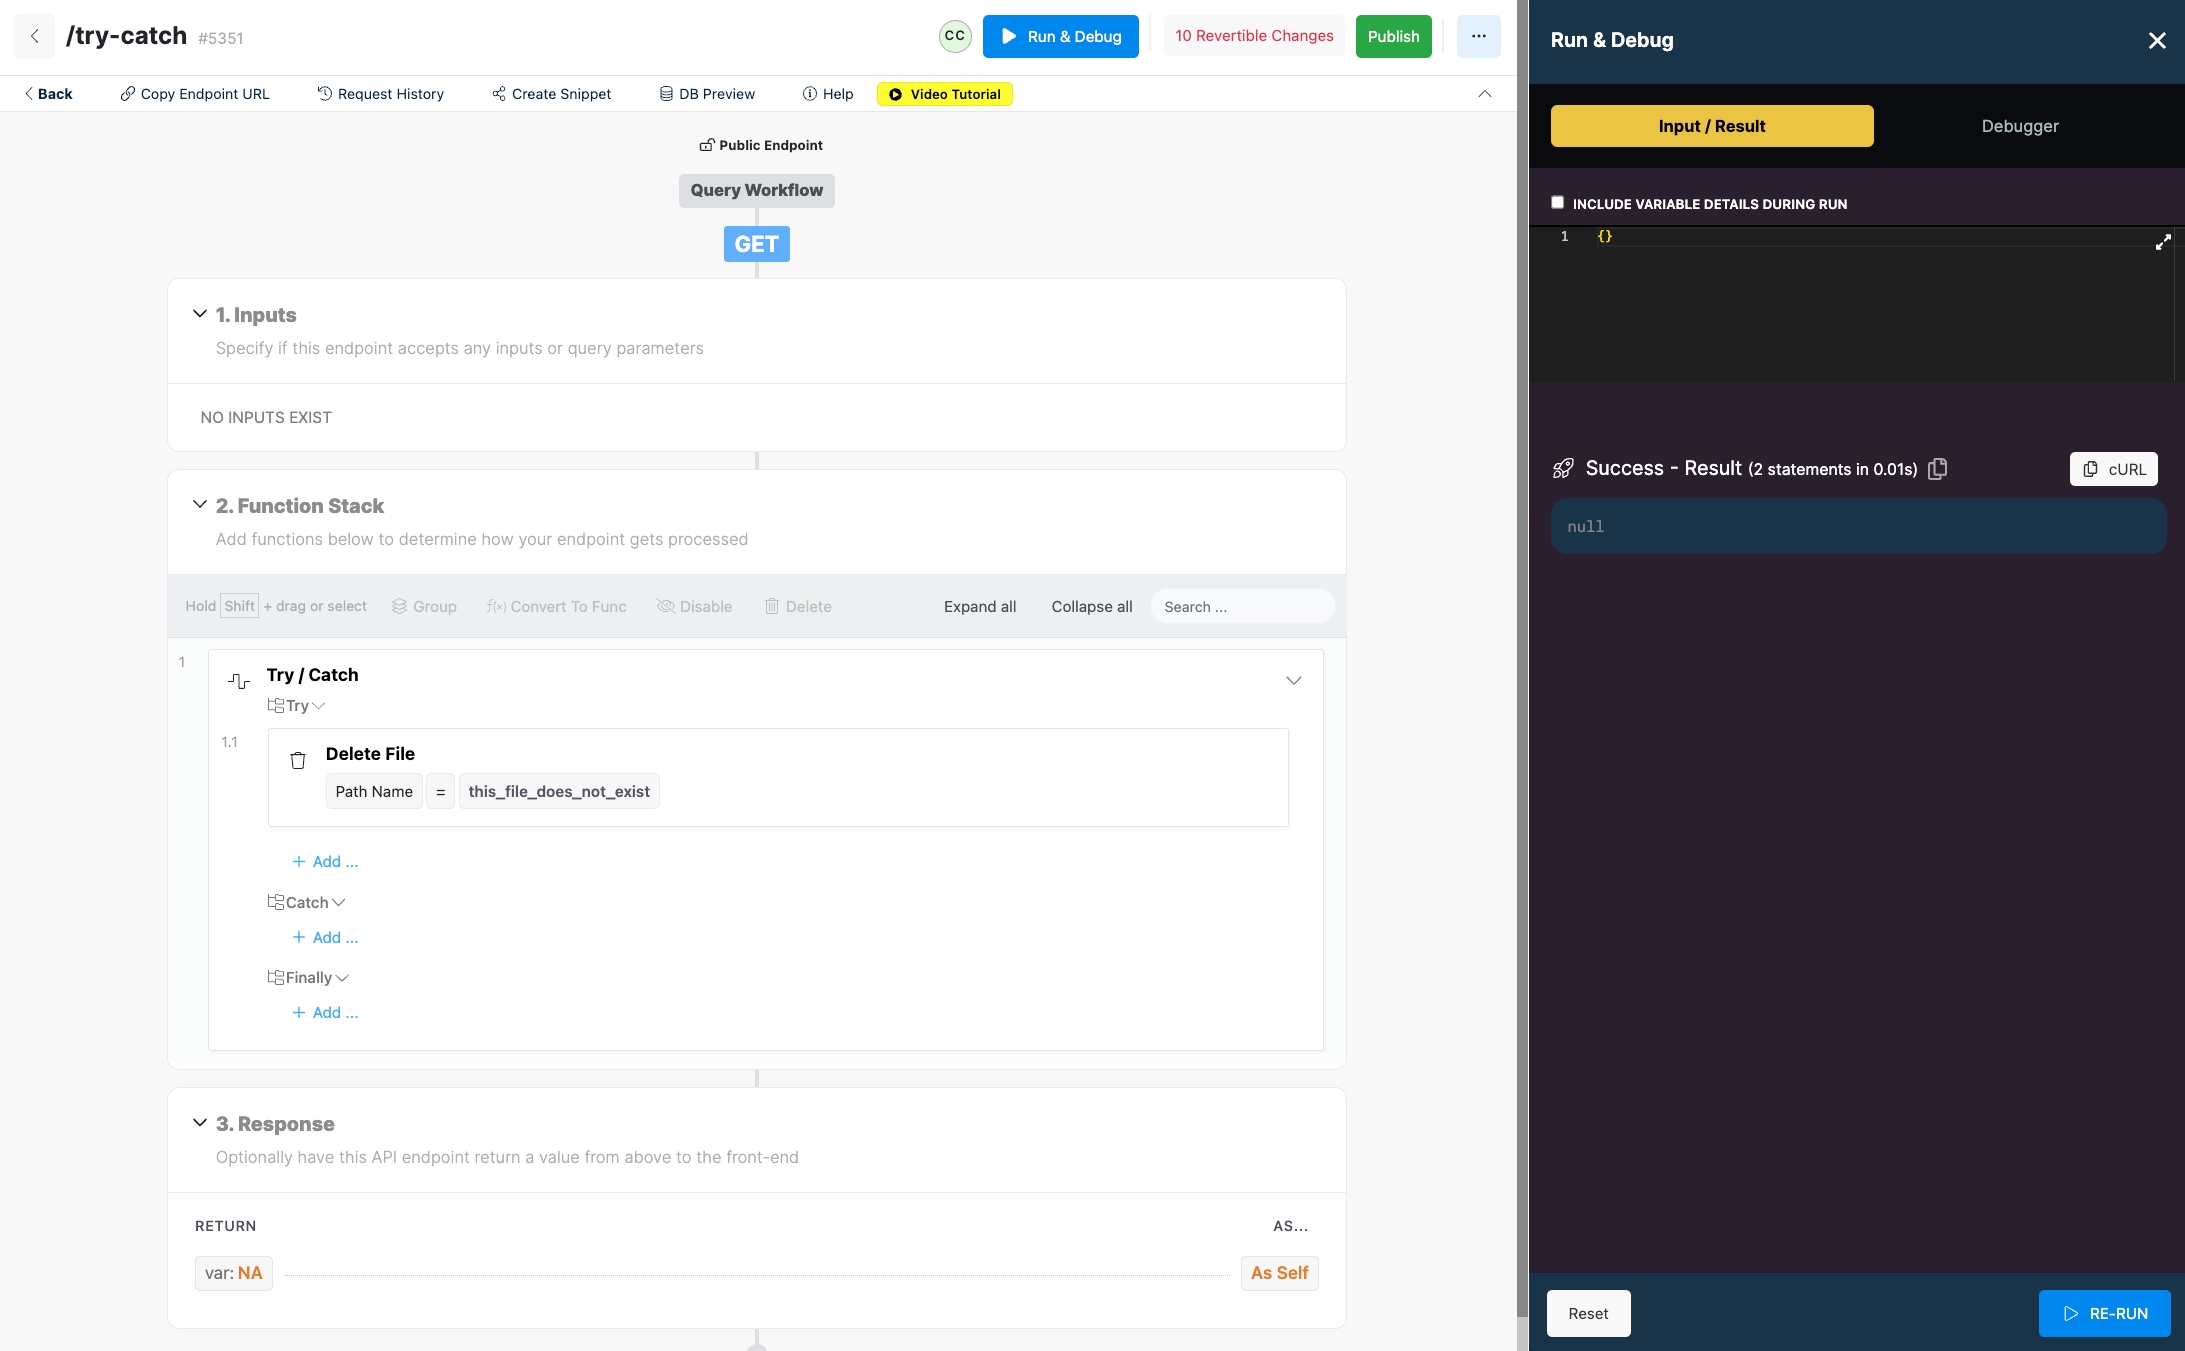 /try-catch #5351
CC
Run & Debug
10 Revertible Changes
Publish
...
Back
Copy Endpoint URL
Request History
Create Snippet
DB Preview
Help
Video Tutorial
Public Endpoint
Query Workflow
GET
1. Inputs
Specify if this endpoint accepts any inputs or query parameters
NO INPUTS EXIST
2. Function Stack
Add functions below to determine how your endpoint gets processed
Hold Shift + drag or select
Group
f(x) Convert To Func
Disable
Delete
Expand all
Collapse all
Search ...
1
Try / Catch
Try
1.1
Delete File
Path Name = this_file_does_not_exist
+ Add ...
Catch
+ Add ...
Finally
+ Add ...
3. Response
Optionally have this API endpoint return a value from above to the front-end
RETURN
AS...
var: NA
As Self
Run & Debug
Input / Result
Debugger
INCLUDE VARIABLE DETAILS DURING RUN
1 {}
Success - Result (2 statements in 0.01s)
cURL
null
Reset
RE-RUN